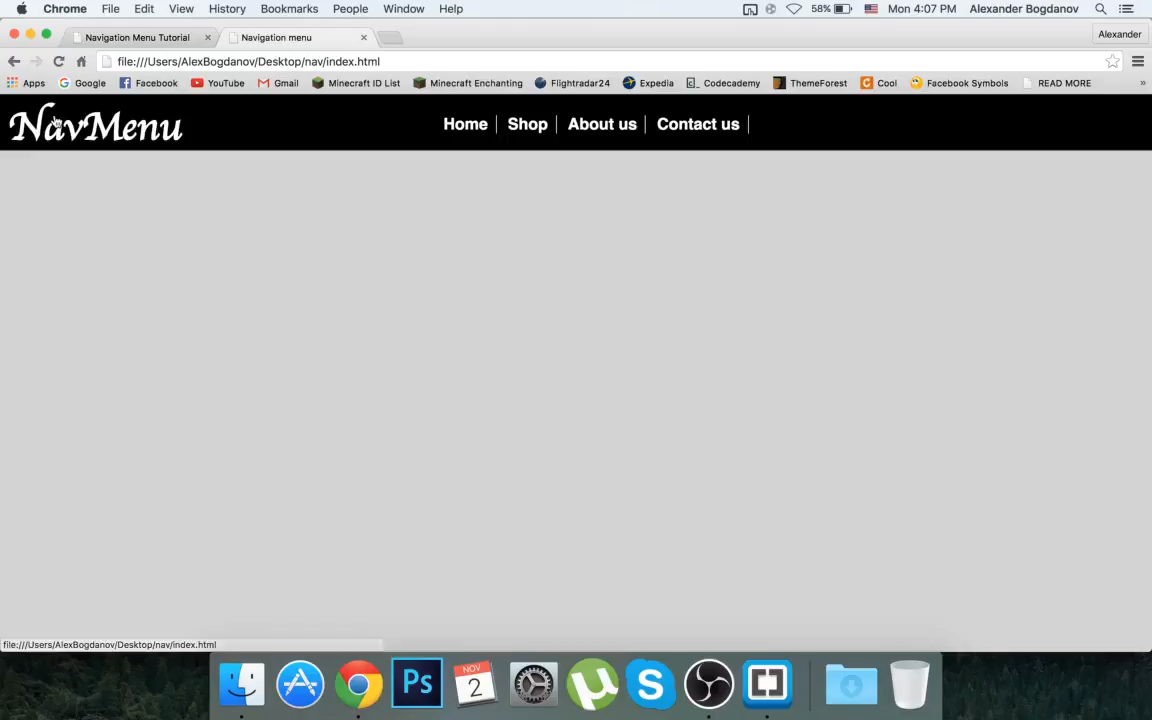 Chrome File Edit View History Bookmarks People Window Help 58% Mon 4:07 PM Alexander Bogdanov
Navigation Menu Tutorial Navigation menu Alexander
file:///Users/AlexBogdanov/Desktop/nav/index.html
Apps Google Facebook YouTube Gmail Minecraft ID List Minecraft Enchanting Flightradar24 Expedia Codecademy ThemeForest Cool Facebook Symbols READ MORE »
NavMenu Home Shop About us Contact us
file:///Users/AlexBogdanov/Desktop/nav/index.html
Ps NOV 2